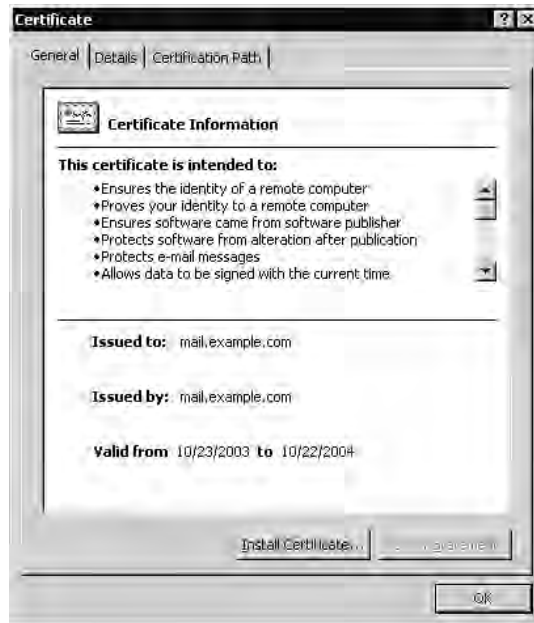 Certificate
? X
General Details Certification Path
Certificate Information
This certificate is intended to:
•Ensures the identity of a remote computer
•Proves your identity to a remote computer
•Ensures software came from software publisher
•Protects software from alteration after publication
•Protects e-mail messages
•Allows data to be signed with the current time
Issued to: mail.example.com
Issued by: mail.example.com
Valid from 10/23/2003 to 10/22/2004
Install Certificate...
OK